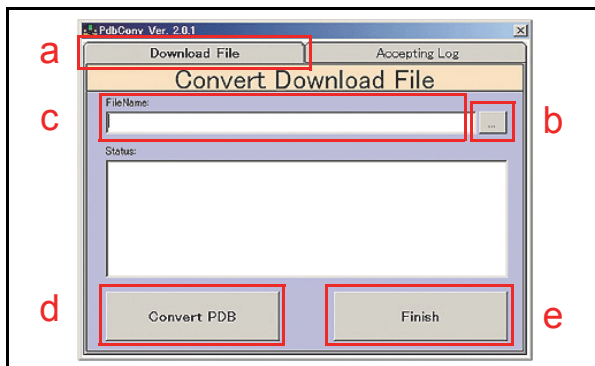 PdbConv Ver. 2.0.1
a
Download File
Accepting Log
Convert Download File
c
FileName:
...
b
Status:
d
Convert PDB
Finish
e